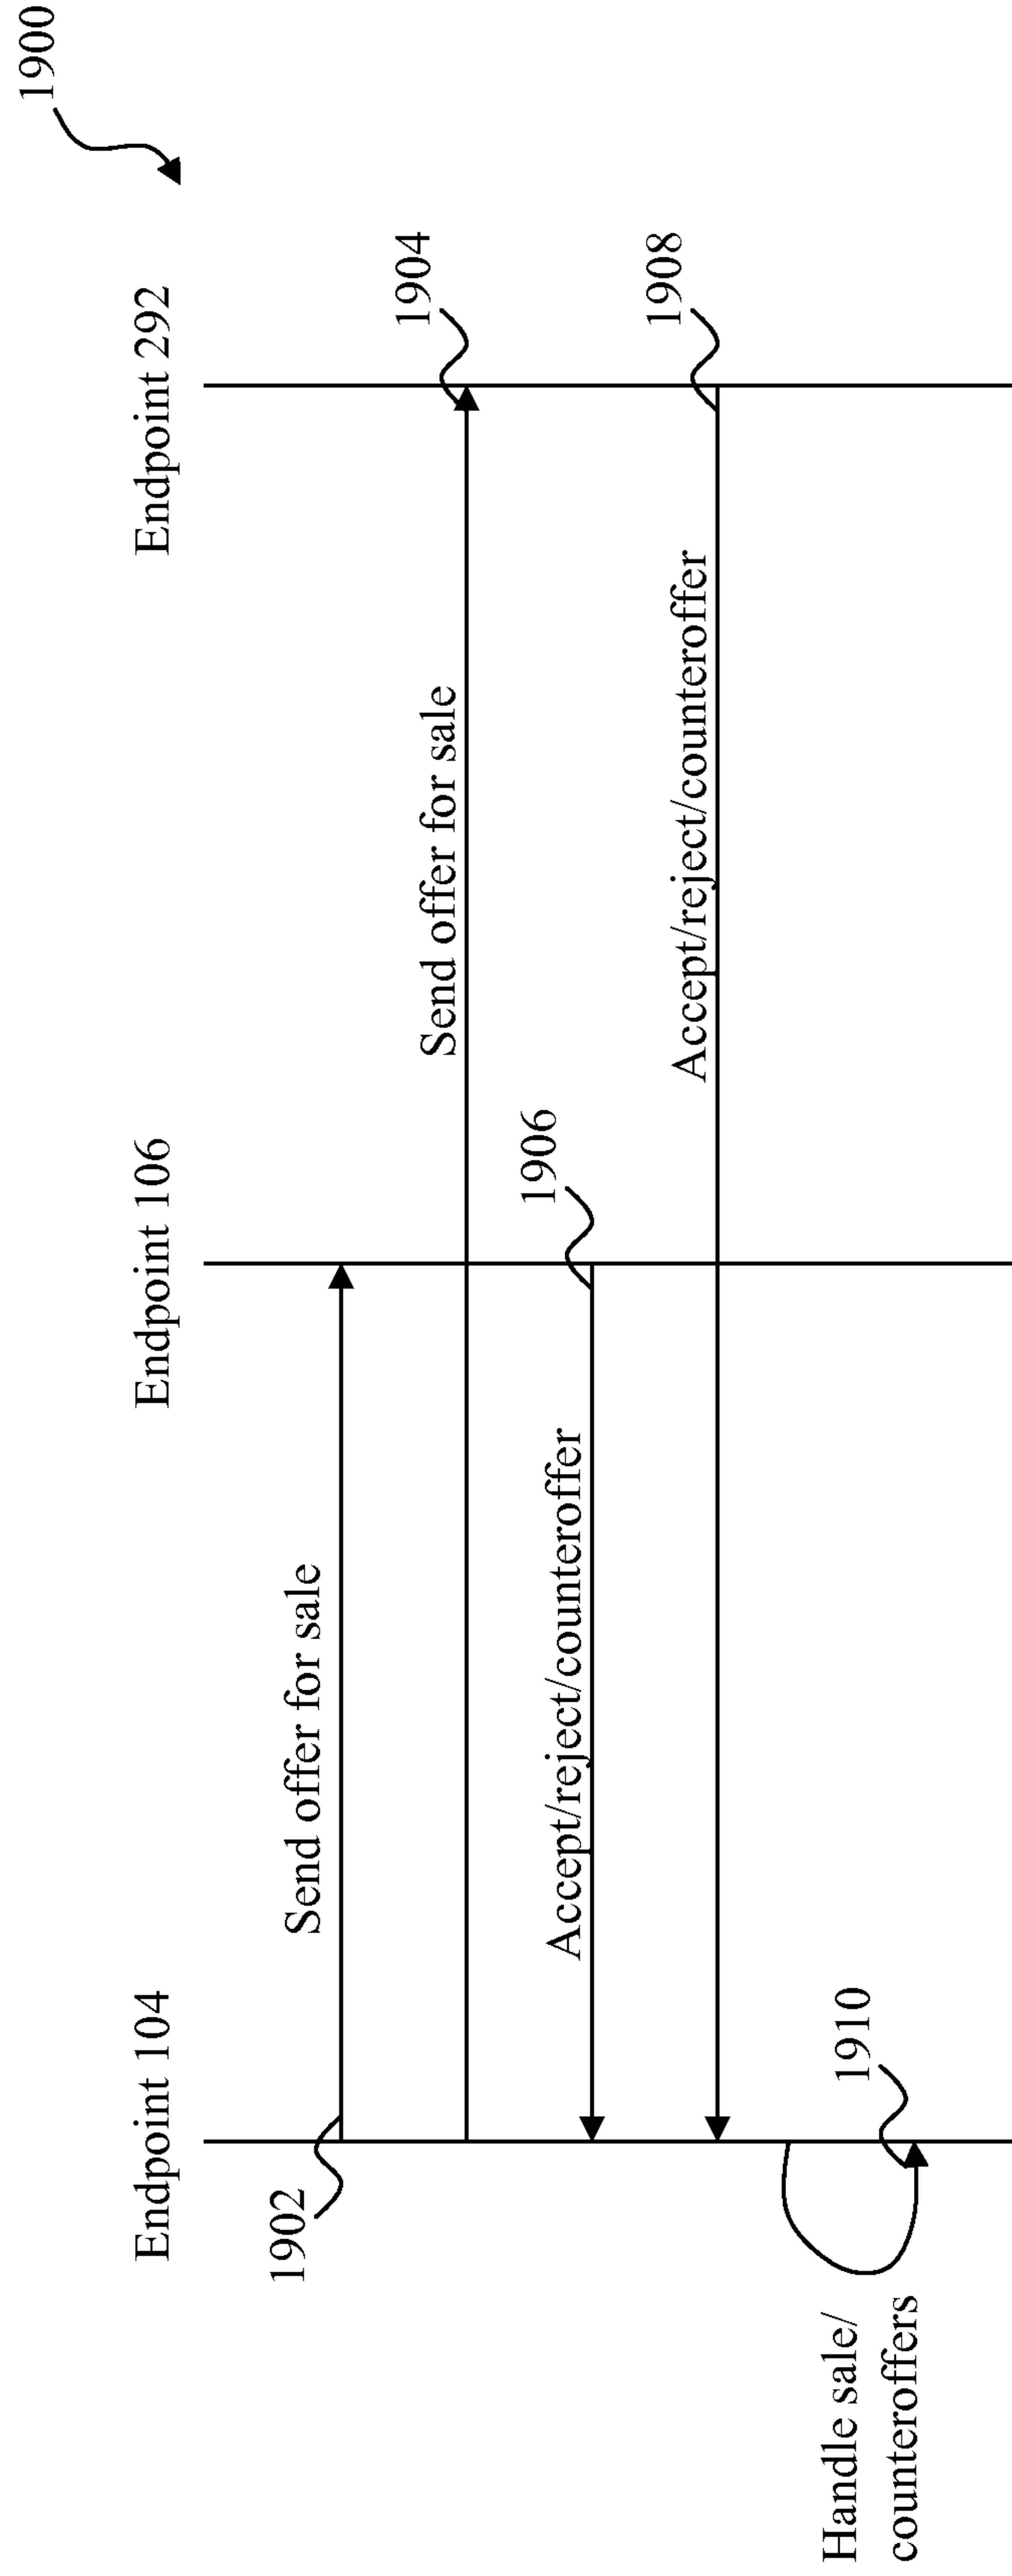 1900
Endpoint 104
Endpoint 106
Endpoint 292
1902
Send offer for sale
Send offer for sale
1904
Accept/reject/counteroffer
1906
Accept/reject/counteroffer
1908
Handle sale/
counteroffers
1910